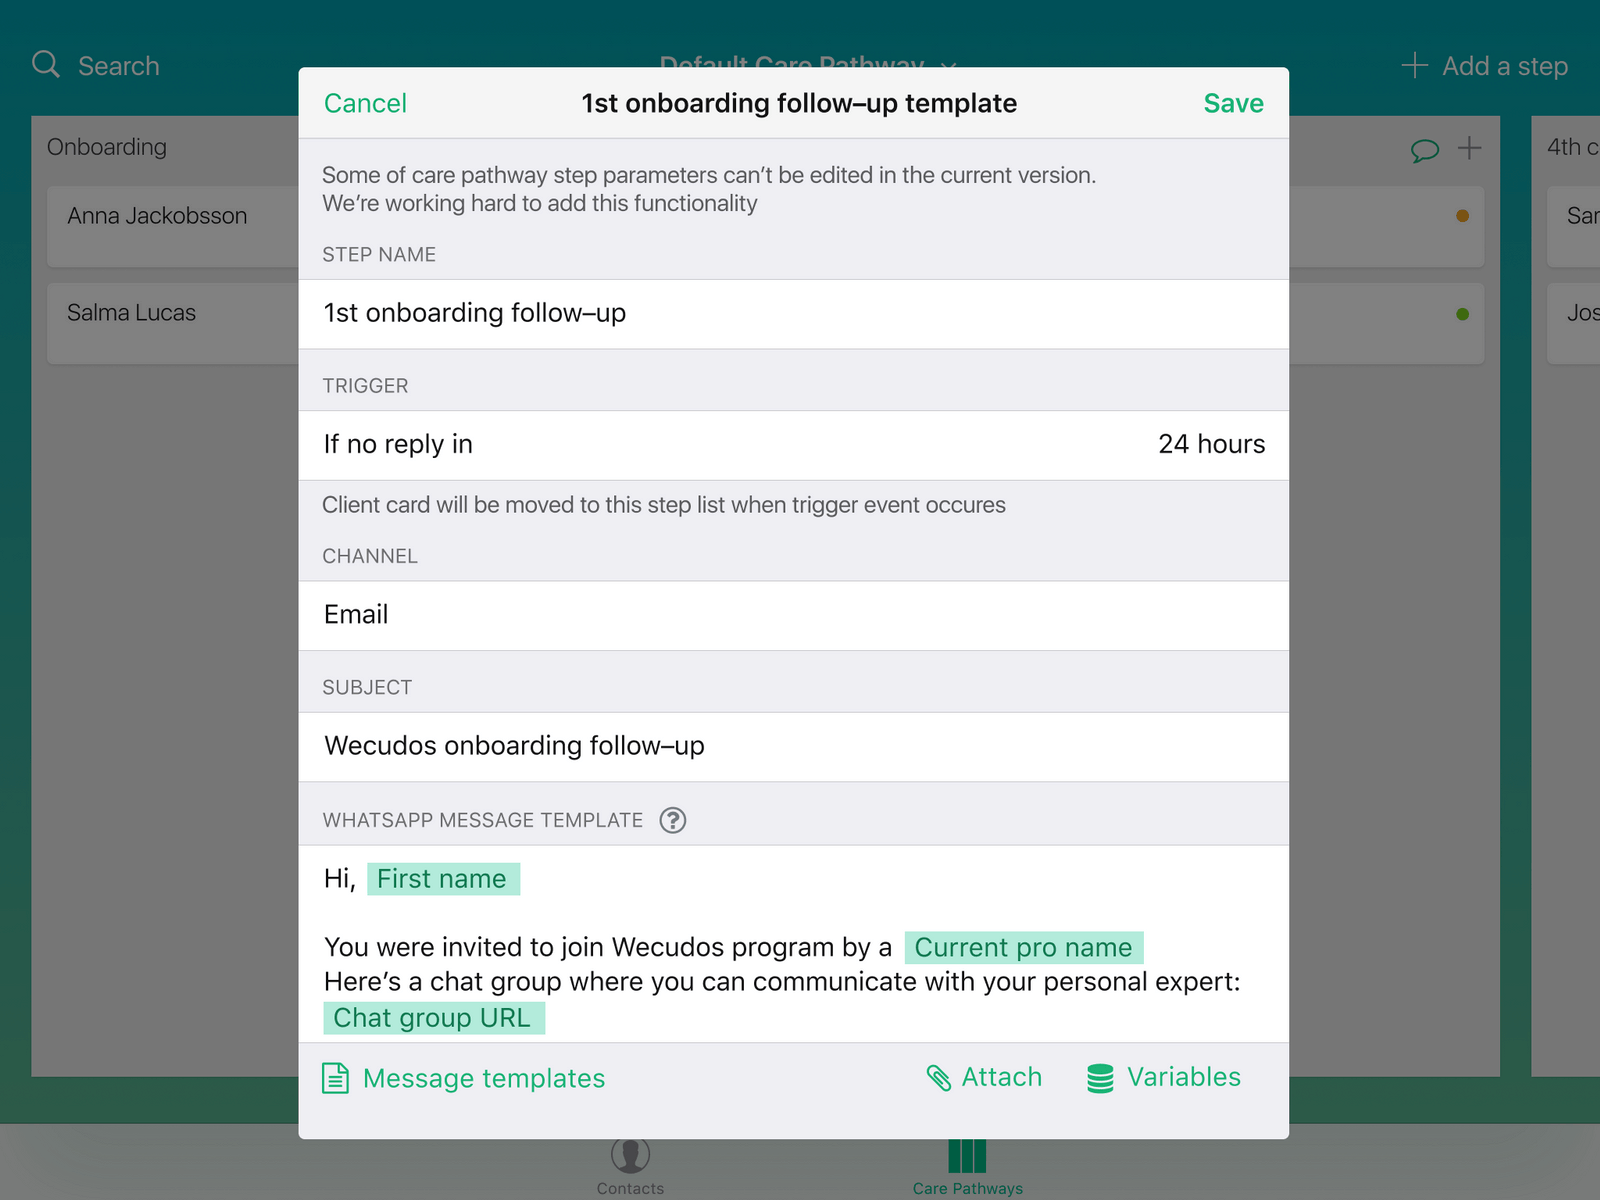 Search
Default Care Pathway
Add a step
Cancel
1st onboarding follow–up template
Save
Onboarding
Anna Jackobsson
Salma Lucas
4th c
Sar
Jos
Some of care pathway step parameters can't be edited in the current version.
We're working hard to add this functionality
STEP NAME
1st onboarding follow–up
TRIGGER
If no reply in
24 hours
Client card will be moved to this step list when trigger event occures
CHANNEL
Email
SUBJECT
Wecudos onboarding follow–up
WHATSAPP MESSAGE TEMPLATE ?
Hi, First name
You were invited to join Wecudos program by a Current pro name
Here's a chat group where you can communicate with your personal expert:
Chat group URL
Message templates
Attach
Variables
Contacts
Care Pathways